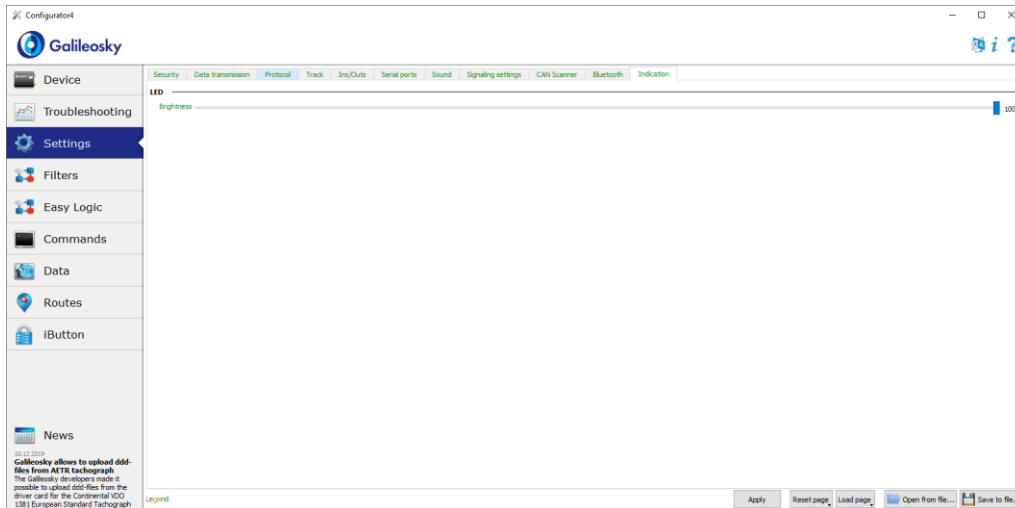 Configurator4
Galileosky
Device
Troubleshooting
Settings
Filters
Easy Logic
Commands
Data
Routes
iButton
News
10.12.2019
Galileosky allows to upload ddd-
files from AETR tachograph
The Galileosky developers made it
possible to upload ddd-files from the
driver card for the Continental VDO
1381 European Standard Tachograph
Security Data transmission Protocol Track Ins/Outs Serial ports Sound Signaling settings CAN Scanner Bluetooth Indication
LED
Brightness 100
Legend
Apply Reset page Load page Open from file... Save to file.